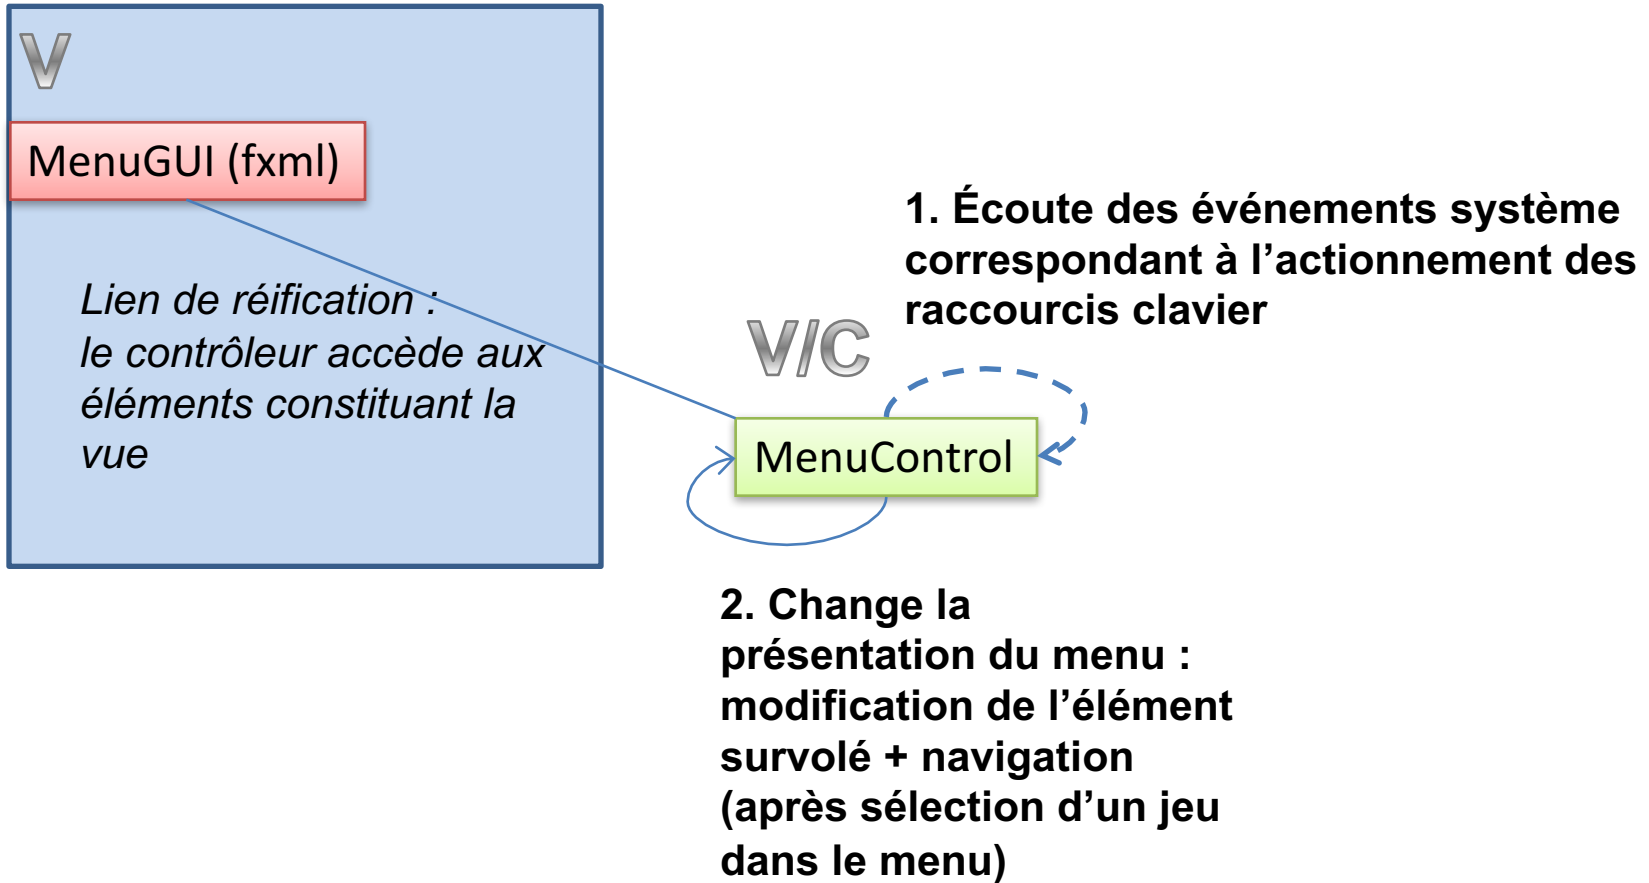 V
MenuGUI (fxml)
Lien de réification :
le contrôleur accède aux
éléments constituant la
vue
1. Écoute des événements système
correspondant à l’actionnement des
raccourcis clavier
V/C
MenuControl
2. Change la
présentation du menu :
modification de l’élément
survolé + navigation
(après sélection d’un jeu
dans le menu)